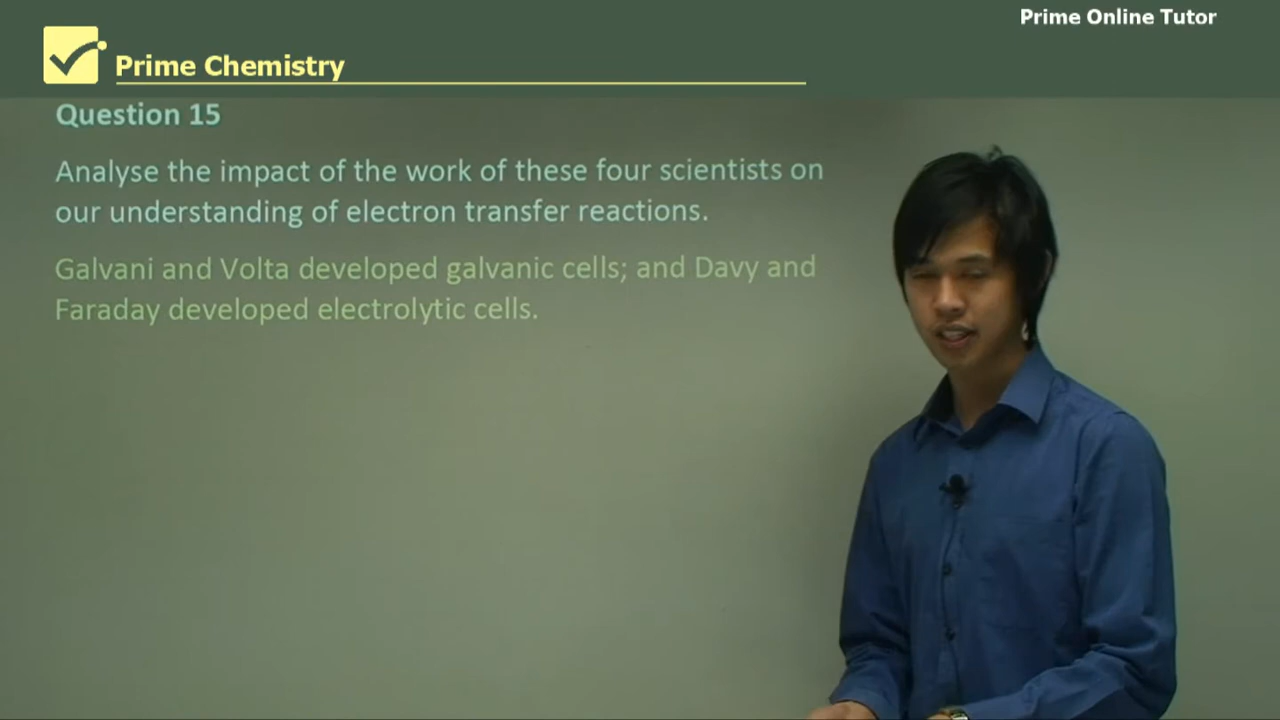 Prime Online Tutor
Prime Chemistry
Question 15
Analyse the impact of the work of these four scientists on
our understanding of electron transfer reactions.
Galvani and Volta developed galvanic cells; and Davy and
Faraday developed electrolytic cells.